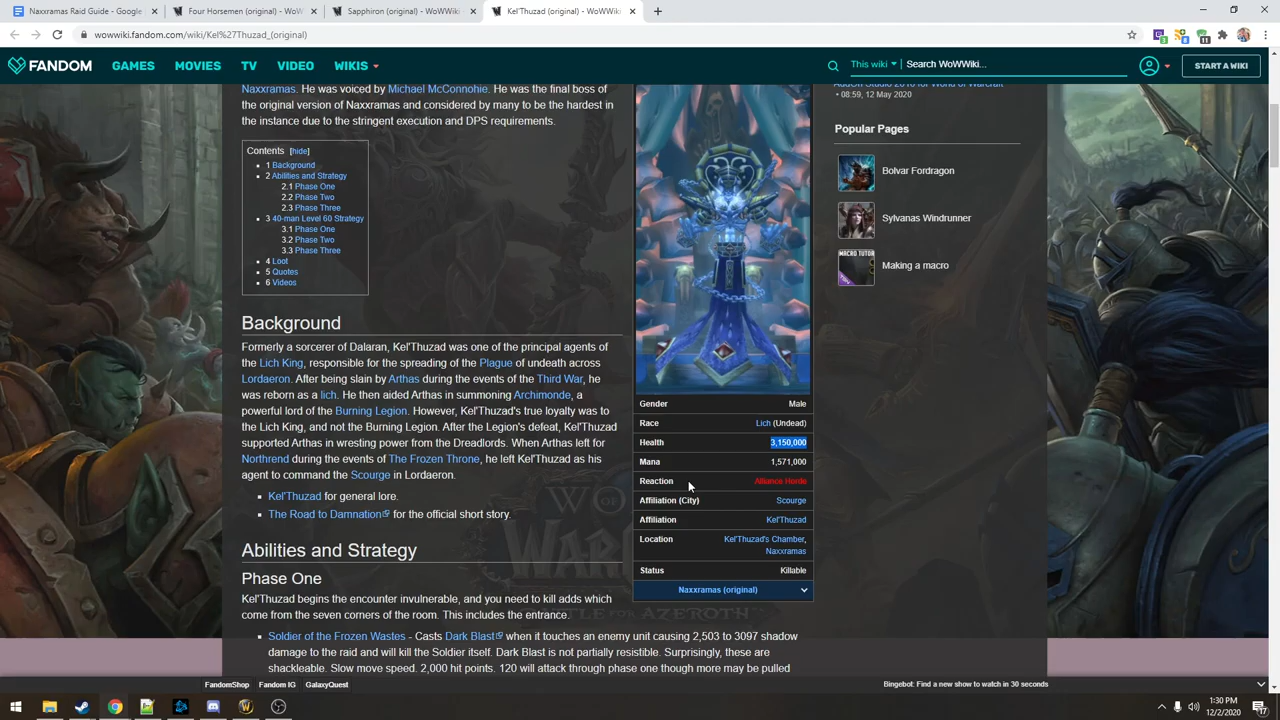 Naxxramas Raid Guide - Google D
Four Horsemen (original) - WoW
Sapphiron (original) - WoWWiki
Kel'Thuzad (original) - WoWWiki
wowwiki.fandom.com/wiki/Kel%27Thuzad_(original)
FANDOM
GAMES
MOVIES
TV
VIDEO
WIKIS
This wiki
Search WoWWiki...
START A WIKI
Naxxramas. He was voiced by Michael McConnohie. He was the final boss of
the original version of Naxxramas and considered by many to be the hardest in
the instance due to the stringent execution and DPS requirements.
Contents [hide]
1 Background
2 Abilities and Strategy
2.1 Phase One
2.2 Phase Two
2.3 Phase Three
3 40-man Level 60 Strategy
3.1 Phase One
3.2 Phase Two
3.3 Phase Three
4 Loot
5 Quotes
6 Videos
Background
Formerly a sorcerer of Dalaran, Kel'Thuzad was one of the principal agents of
the Lich King, responsible for the spreading of the Plague of undeath across
Lordaeron. After being slain by Arthas during the events of the Third War, he
was reborn as a lich. He then aided Arthas in summoning Archimonde, a
powerful lord of the Burning Legion. However, Kel'Thuzad's true loyalty was to
the Lich King, and not the Burning Legion. After the Legion's defeat, Kel'Thuzad
supported Arthas in wresting power from the Dreadlords. When Arthas left for
Northrend during the events of The Frozen Throne, he left Kel'Thuzad as his
agent to command the Scourge in Lordaeron.
Kel'Thuzad for general lore.
The Road to Damnation for the official short story.
Abilities and Strategy
Phase One
Kel'Thuzad begins the encounter invulnerable, and you need to kill adds which
come from the seven corners of the room. This includes the entrance.
Soldier of the Frozen Wastes - Casts Dark Blast when it touches an enemy unit causing 2,503 to 3097 shadow
damage to the raid and will kill the Soldier itself. Dark Blast is not partially resistible. Surprisingly, these are
shackleable. Slow move speed. 2,000 hit points. 120 will attack through phase one though more may be pulled
Gender Male
Race Lich (Undead)
Health 3,150,000
Mana 1,571,000
Reaction Alliance Horde
Affiliation (City) Scourge
Affiliation Kel'Thuzad
Location Kel'Thuzad's Chamber,
Naxxramas
Status Killable
Naxxramas (original)
AddOn Studio 2010 for World of Warcraft
• 08:59, 12 May 2020
Popular Pages
Bolvar Fordragon
Sylvanas Windrunner
MACRO TUTOR
Making a macro
FandomShop
Fandom IG
GalaxyQuest
Bingebot: Find a new show to watch in 30 seconds
1:30 PM
12/2/2020